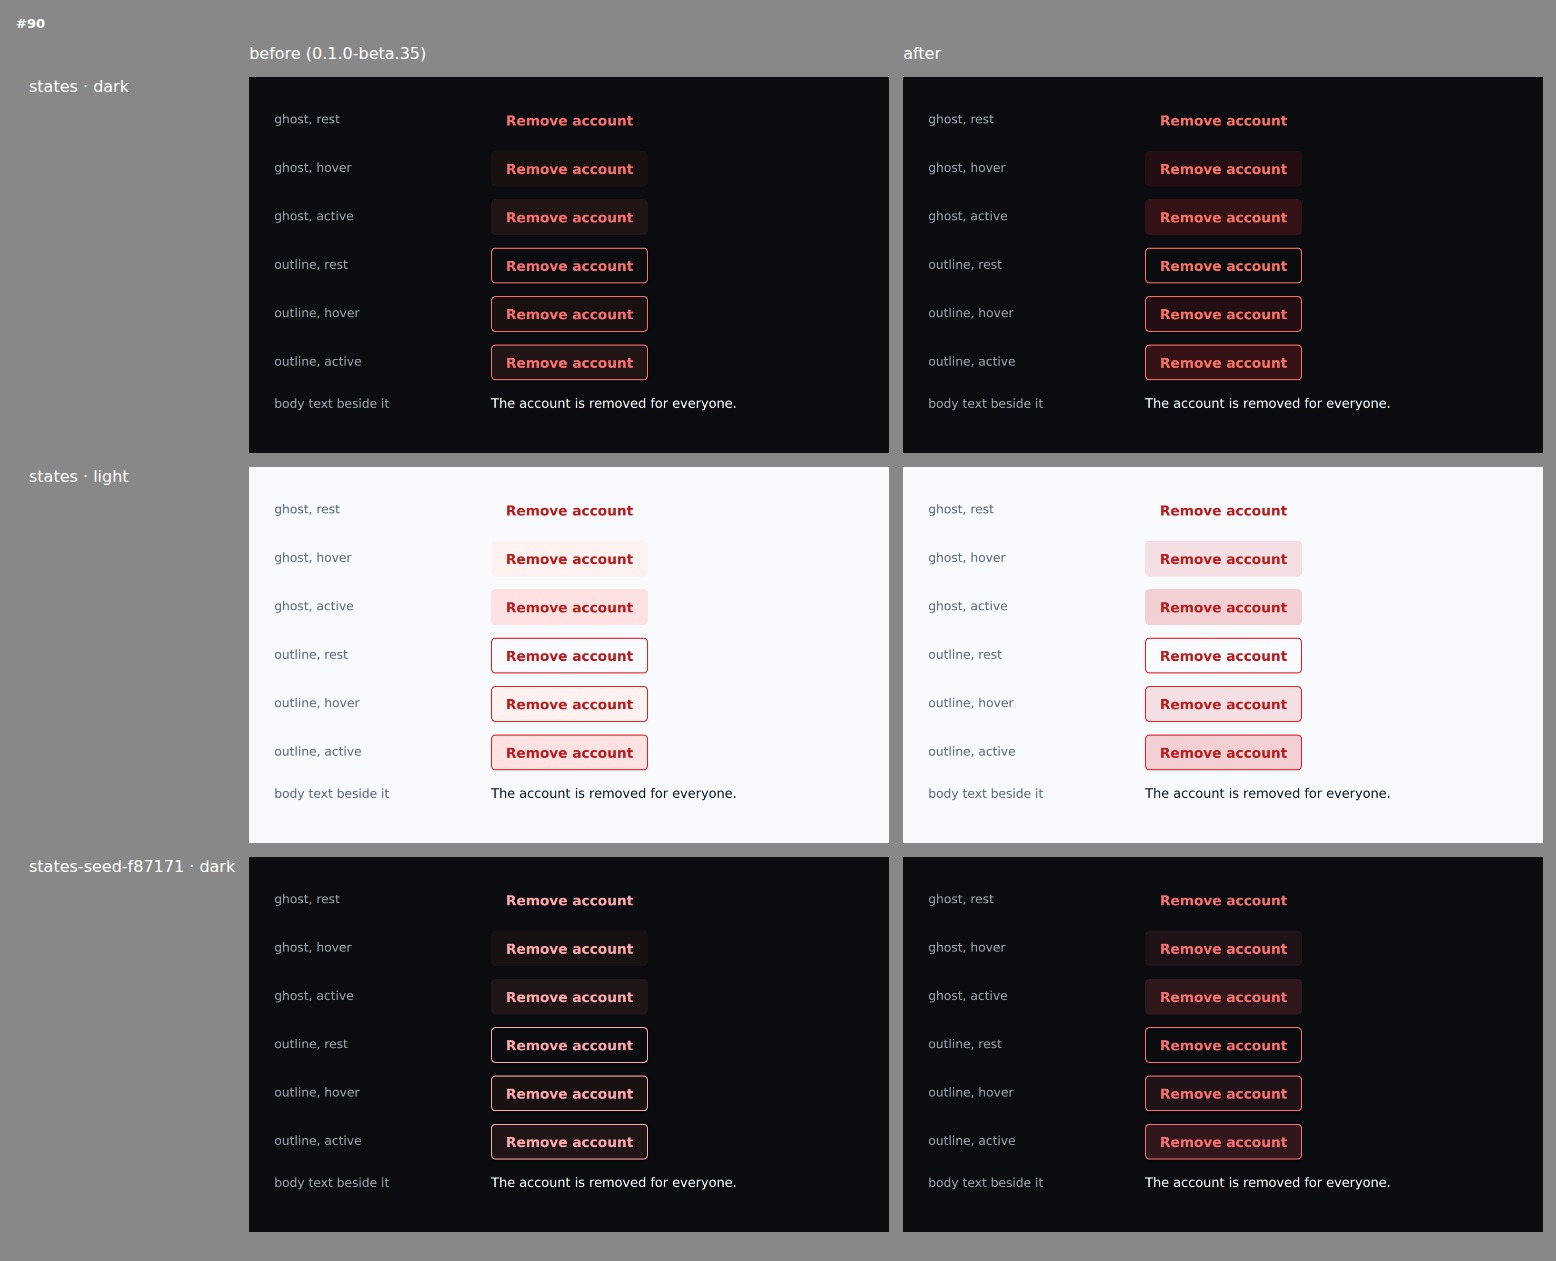 #90
before (0.1.0-beta.35) after
states · dark
ghost, rest Remove account ghost, rest Remove account
ghost, hover Remove account ghost, hover Remove account
ghost, active Remove account ghost, active Remove account
outline, rest Remove account outline, rest Remove account
outline, hover Remove account outline, hover Remove account
outline, active Remove account outline, active Remove account
body text beside it The account is removed for everyone. body text beside it The account is removed for everyone.
states · light
ghost, rest Remove account ghost, rest Remove account
ghost, hover Remove account ghost, hover Remove account
ghost, active Remove account ghost, active Remove account
outline, rest Remove account outline, rest Remove account
outline, hover Remove account outline, hover Remove account
outline, active Remove account outline, active Remove account
body text beside it The account is removed for everyone. body text beside it The account is removed for everyone.
states-seed-f87171 · dark
ghost, rest Remove account ghost, rest Remove account
ghost, hover Remove account ghost, hover Remove account
ghost, active Remove account ghost, active Remove account
outline, rest Remove account outline, rest Remove account
outline, hover Remove account outline, hover Remove account
outline, active Remove account outline, active Remove account
body text beside it The account is removed for everyone. body text beside it The account is removed for everyone.